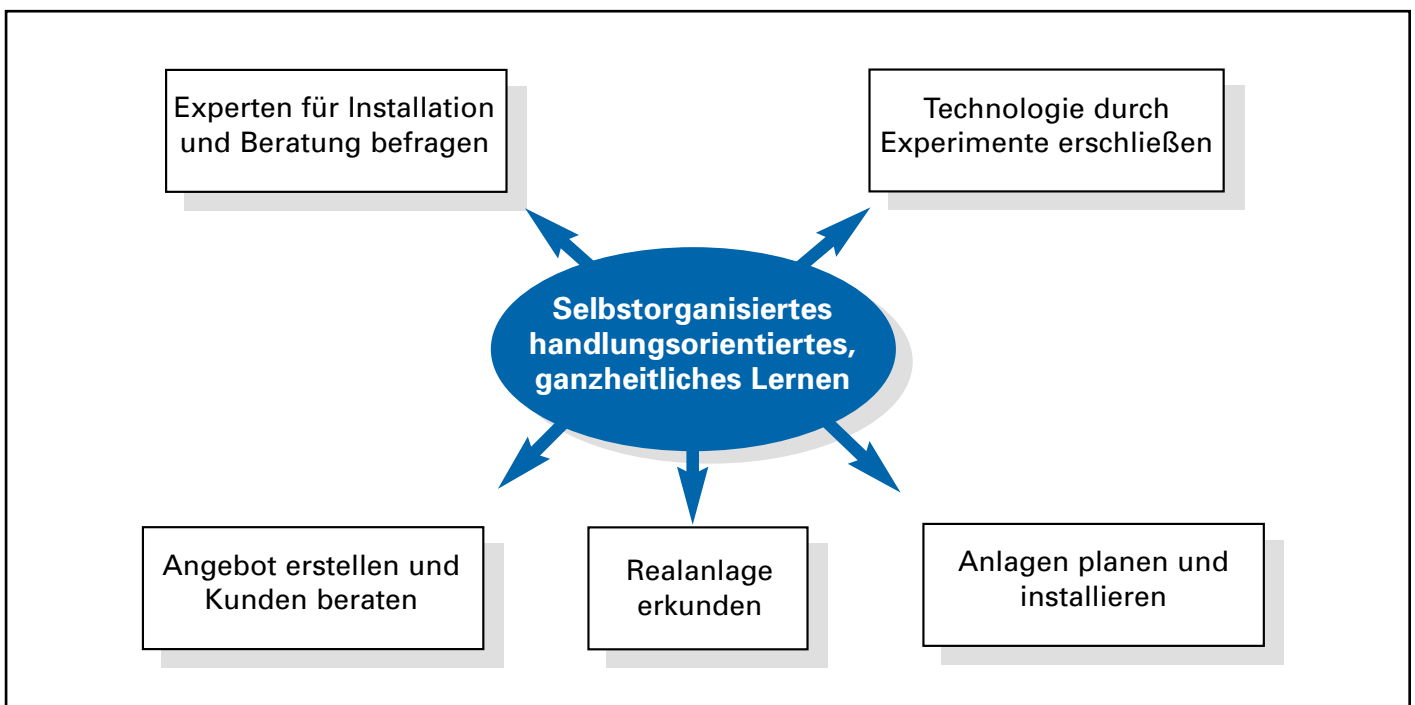 Experten für Installation
und Beratung befragen
Technologie durch
Experimente erschließen
Selbstorganisiertes
handlungsorientiertes,
ganzheitliches Lernen
Angebot erstellen und
Kunden beraten
Realanlage
erkunden
Anlagen planen und
installieren